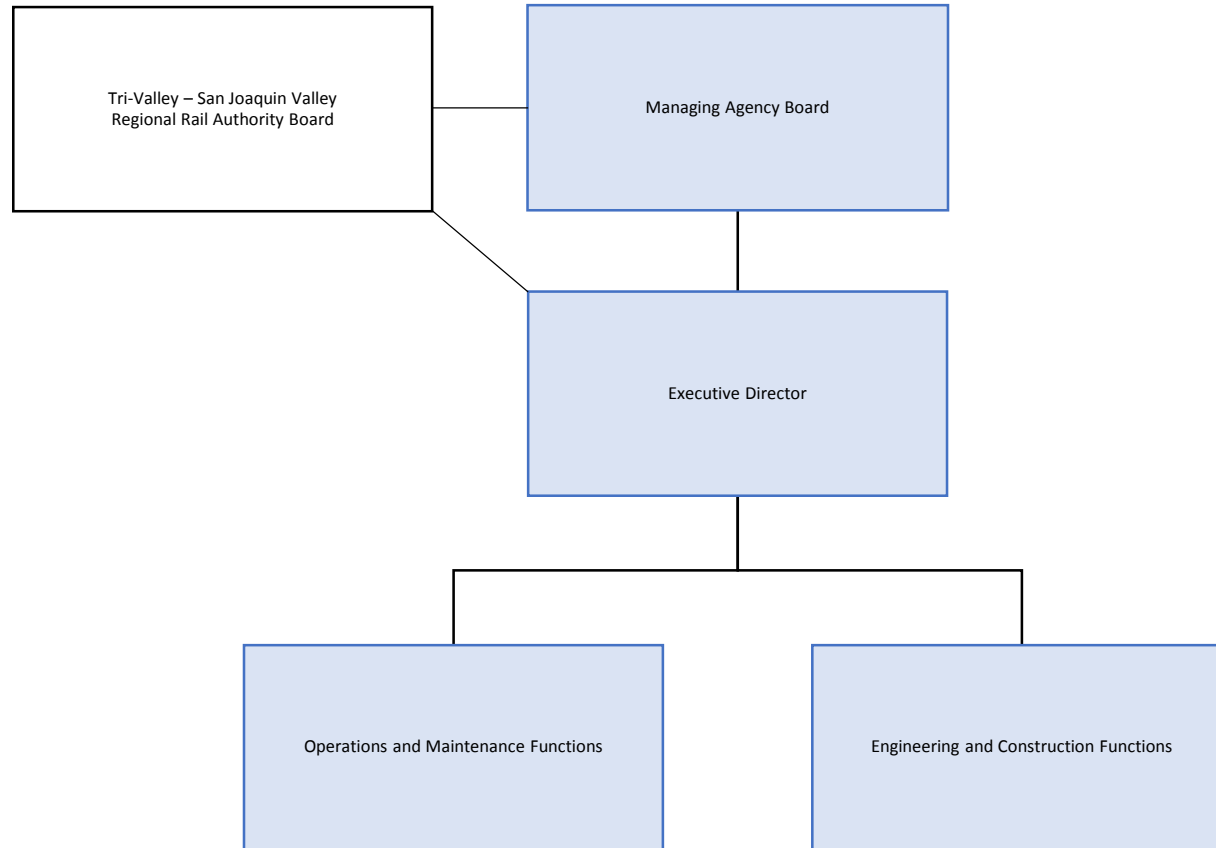 Tri-Valley – San Joaquin Valley
Regional Rail Authority Board
Managing Agency Board
Executive Director
Operations and Maintenance Functions
Engineering and Construction Functions